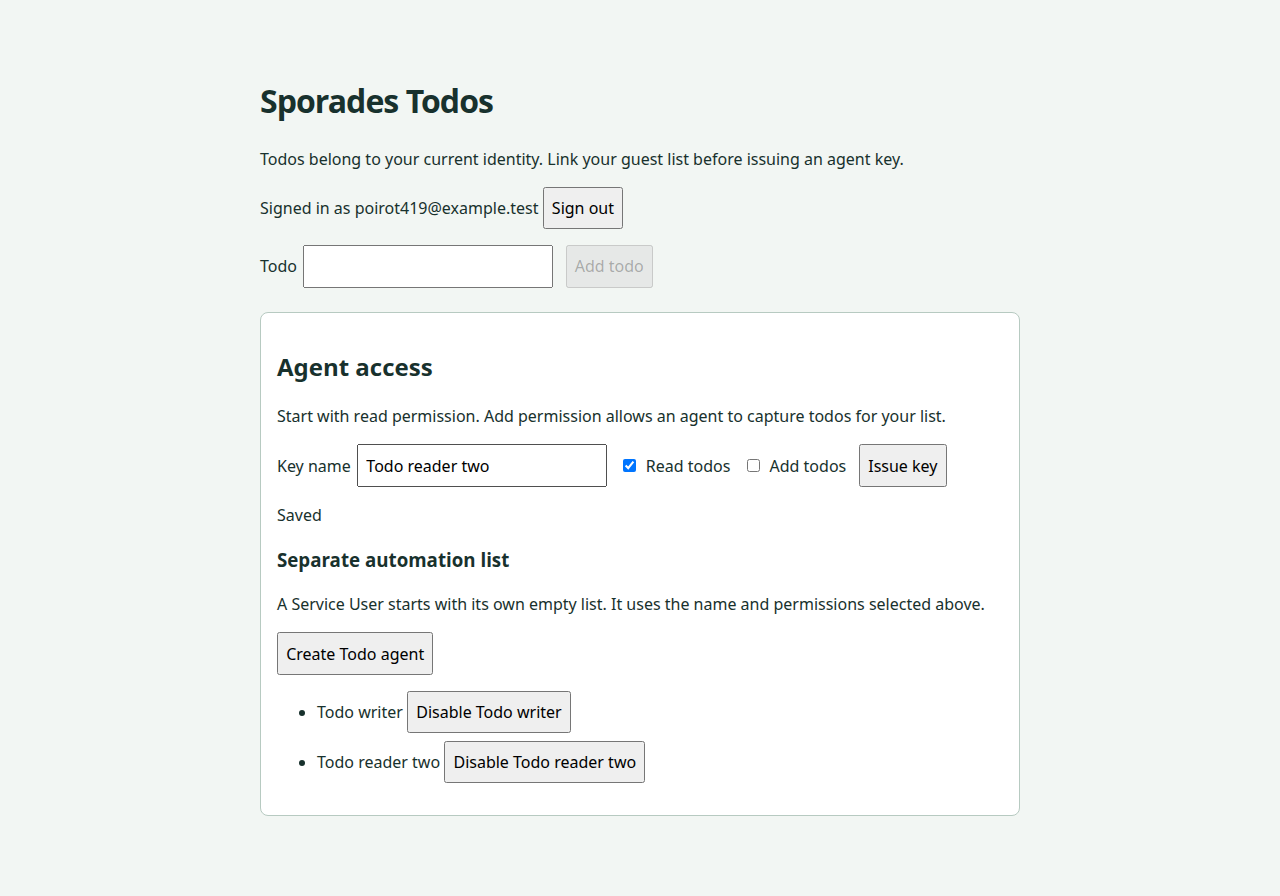 Sporades Todos
Todos belong to your current identity. Link your guest list before issuing an agent key.
Signed in as poirot419@example.test Sign out
Todo Add todo
Agent access
Start with read permission. Add permission allows an agent to capture todos for your list.
Key name Todo reader two Read todos Add todos Issue key
Saved
Separate automation list
A Service User starts with its own empty list. It uses the name and permissions selected above.
Create Todo agent
Todo writer Disable Todo writer
Todo reader two Disable Todo reader two